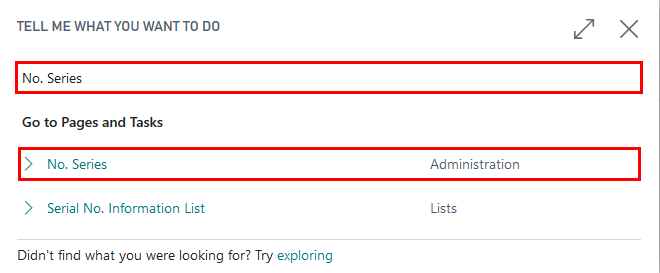 TELL ME WHAT YOU WANT TO DO
No. Series
Go to Pages and Tasks
No. Series Administration
Serial No. Information List Lists
Didn't find what you were looking for? Try exploring